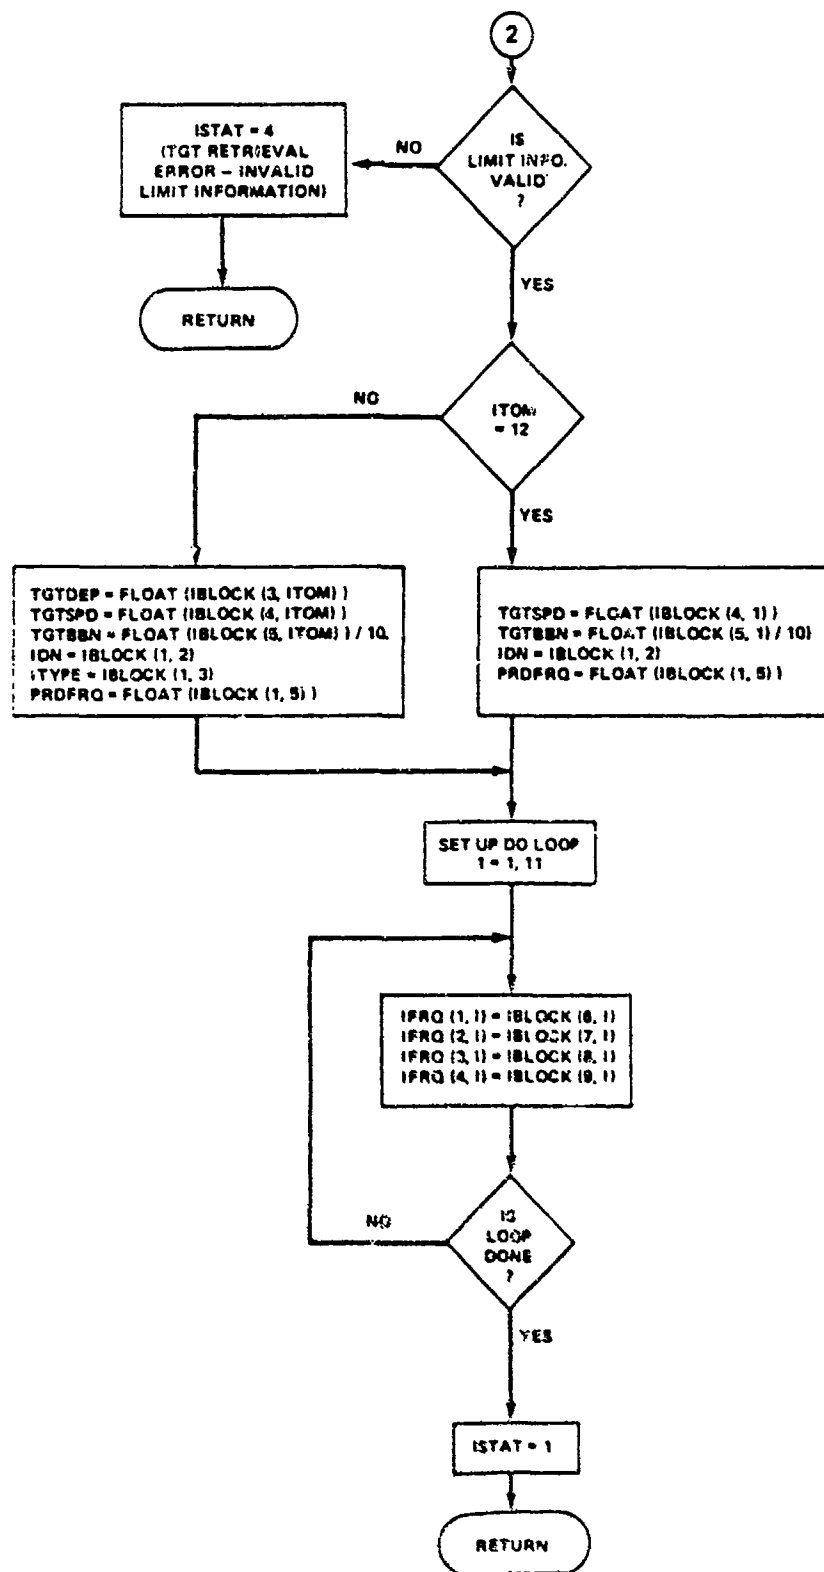 2
IS
LIMIT INFO.
VALID
?
NO
ISTAT = 4
(TGT RETRIEVAL
ERROR – INVALID
LIMIT INFORMATION)
RETURN
YES
ITOM
= 12
NO
YES
TGTDEP = FLOAT (IBLOCK (3, ITOM) )
TGTSPD = FLOAT (IBLOCK (4, ITOM) )
TGTBBN = FLOAT (IBLOCK (5, ITOM) ) / 10.
IDN = IBLOCK (1, 2)
ITYPE = IBLOCK (1, 3)
PRDFRQ = FLOAT (IBLOCK (1, 5) )
TGTSPD = FLOAT (IBLOCK (4, 1) )
TGTBBN = FLOAT (IBLOCK (5, 1) / 10)
IDN = IBLOCK (1, 2)
PRDFRQ = FLOAT (IBLOCK (1, 5) )
SET UP DO LOOP
1 = 1, 11
IFRQ (1, I) = IBLOCK (6, I)
IFRQ (2, I) = IBLOCK (7, I)
IFRQ (3, I) = IBLOCK (8, I)
IFRQ (4, I) = IBLOCK (9, I)
IS
LOOP
DONE
?
NO
YES
ISTAT = 1
RETURN